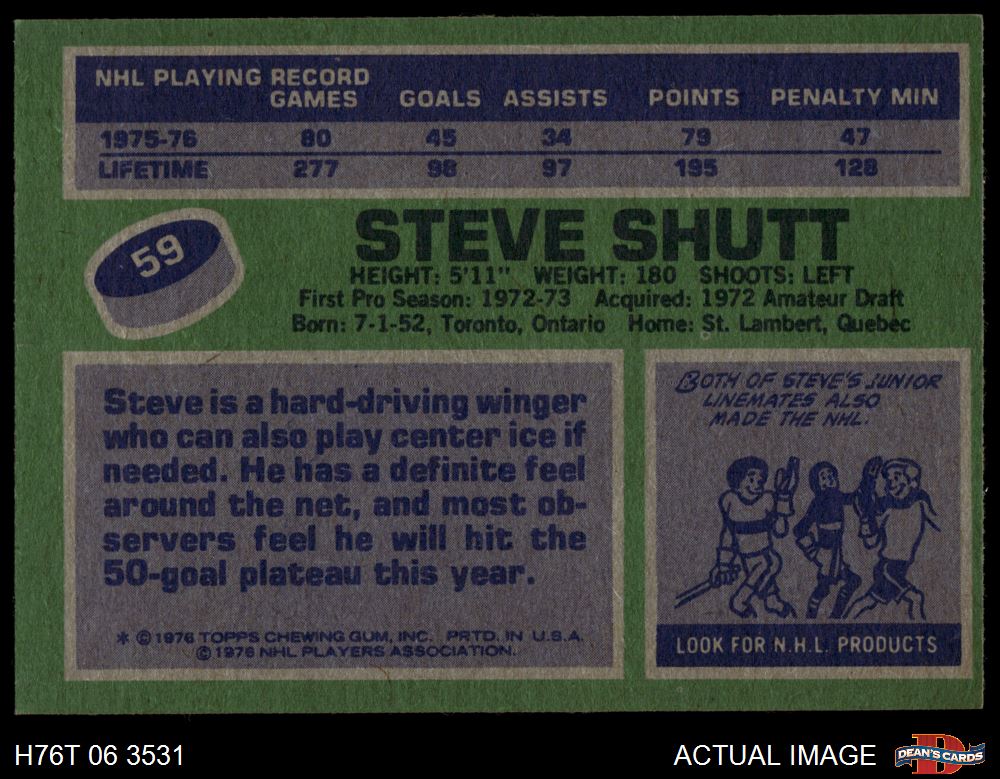 NHL PLAYING RECORD
GAMES GOALS ASSISTS POINTS PENALTY MIN
1975-76 80 45 34 79 47
LIFETIME 277 98 97 195 128
59
STEVE SHUTT
HEIGHT: 5'11" WEIGHT: 180 SHOOTS: LEFT
First Pro Season: 1972-73 Acquired: 1972 Amateur Draft
Born: 7-1-52, Toronto, Ontario Home: St. Lambert, Quebec
Steve is a hard-driving winger
who can also play center ice if
needed. He has a definite feel
around the net, and most ob-
servers feel he will hit the
50-goal plateau this year.
* ©1976 TOPPS CHEWING GUM, INC. PRTD. IN U.S.A.
©1976 NHL PLAYERS ASSOCIATION.
BOTH OF STEVE'S JUNIOR
LINEMATES ALSO
MADE THE NHL.
LOOK FOR N.H.L. PRODUCTS
H76T 06 3531
ACTUAL IMAGE
DEAN'S CARDS